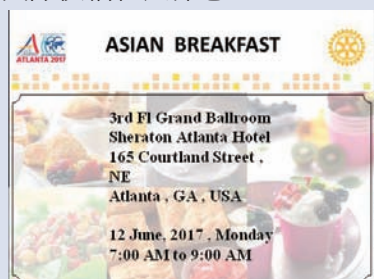 ASIAN BREAKFAST
ATLANTA 2017
3rd Fl Grand Ballroom
Sheraton Atlanta Hotel
165 Courtland Street ,
NE
Atlanta , GA , USA
12 June, 2017 , Monday
7:00 AM to 9:00 AM